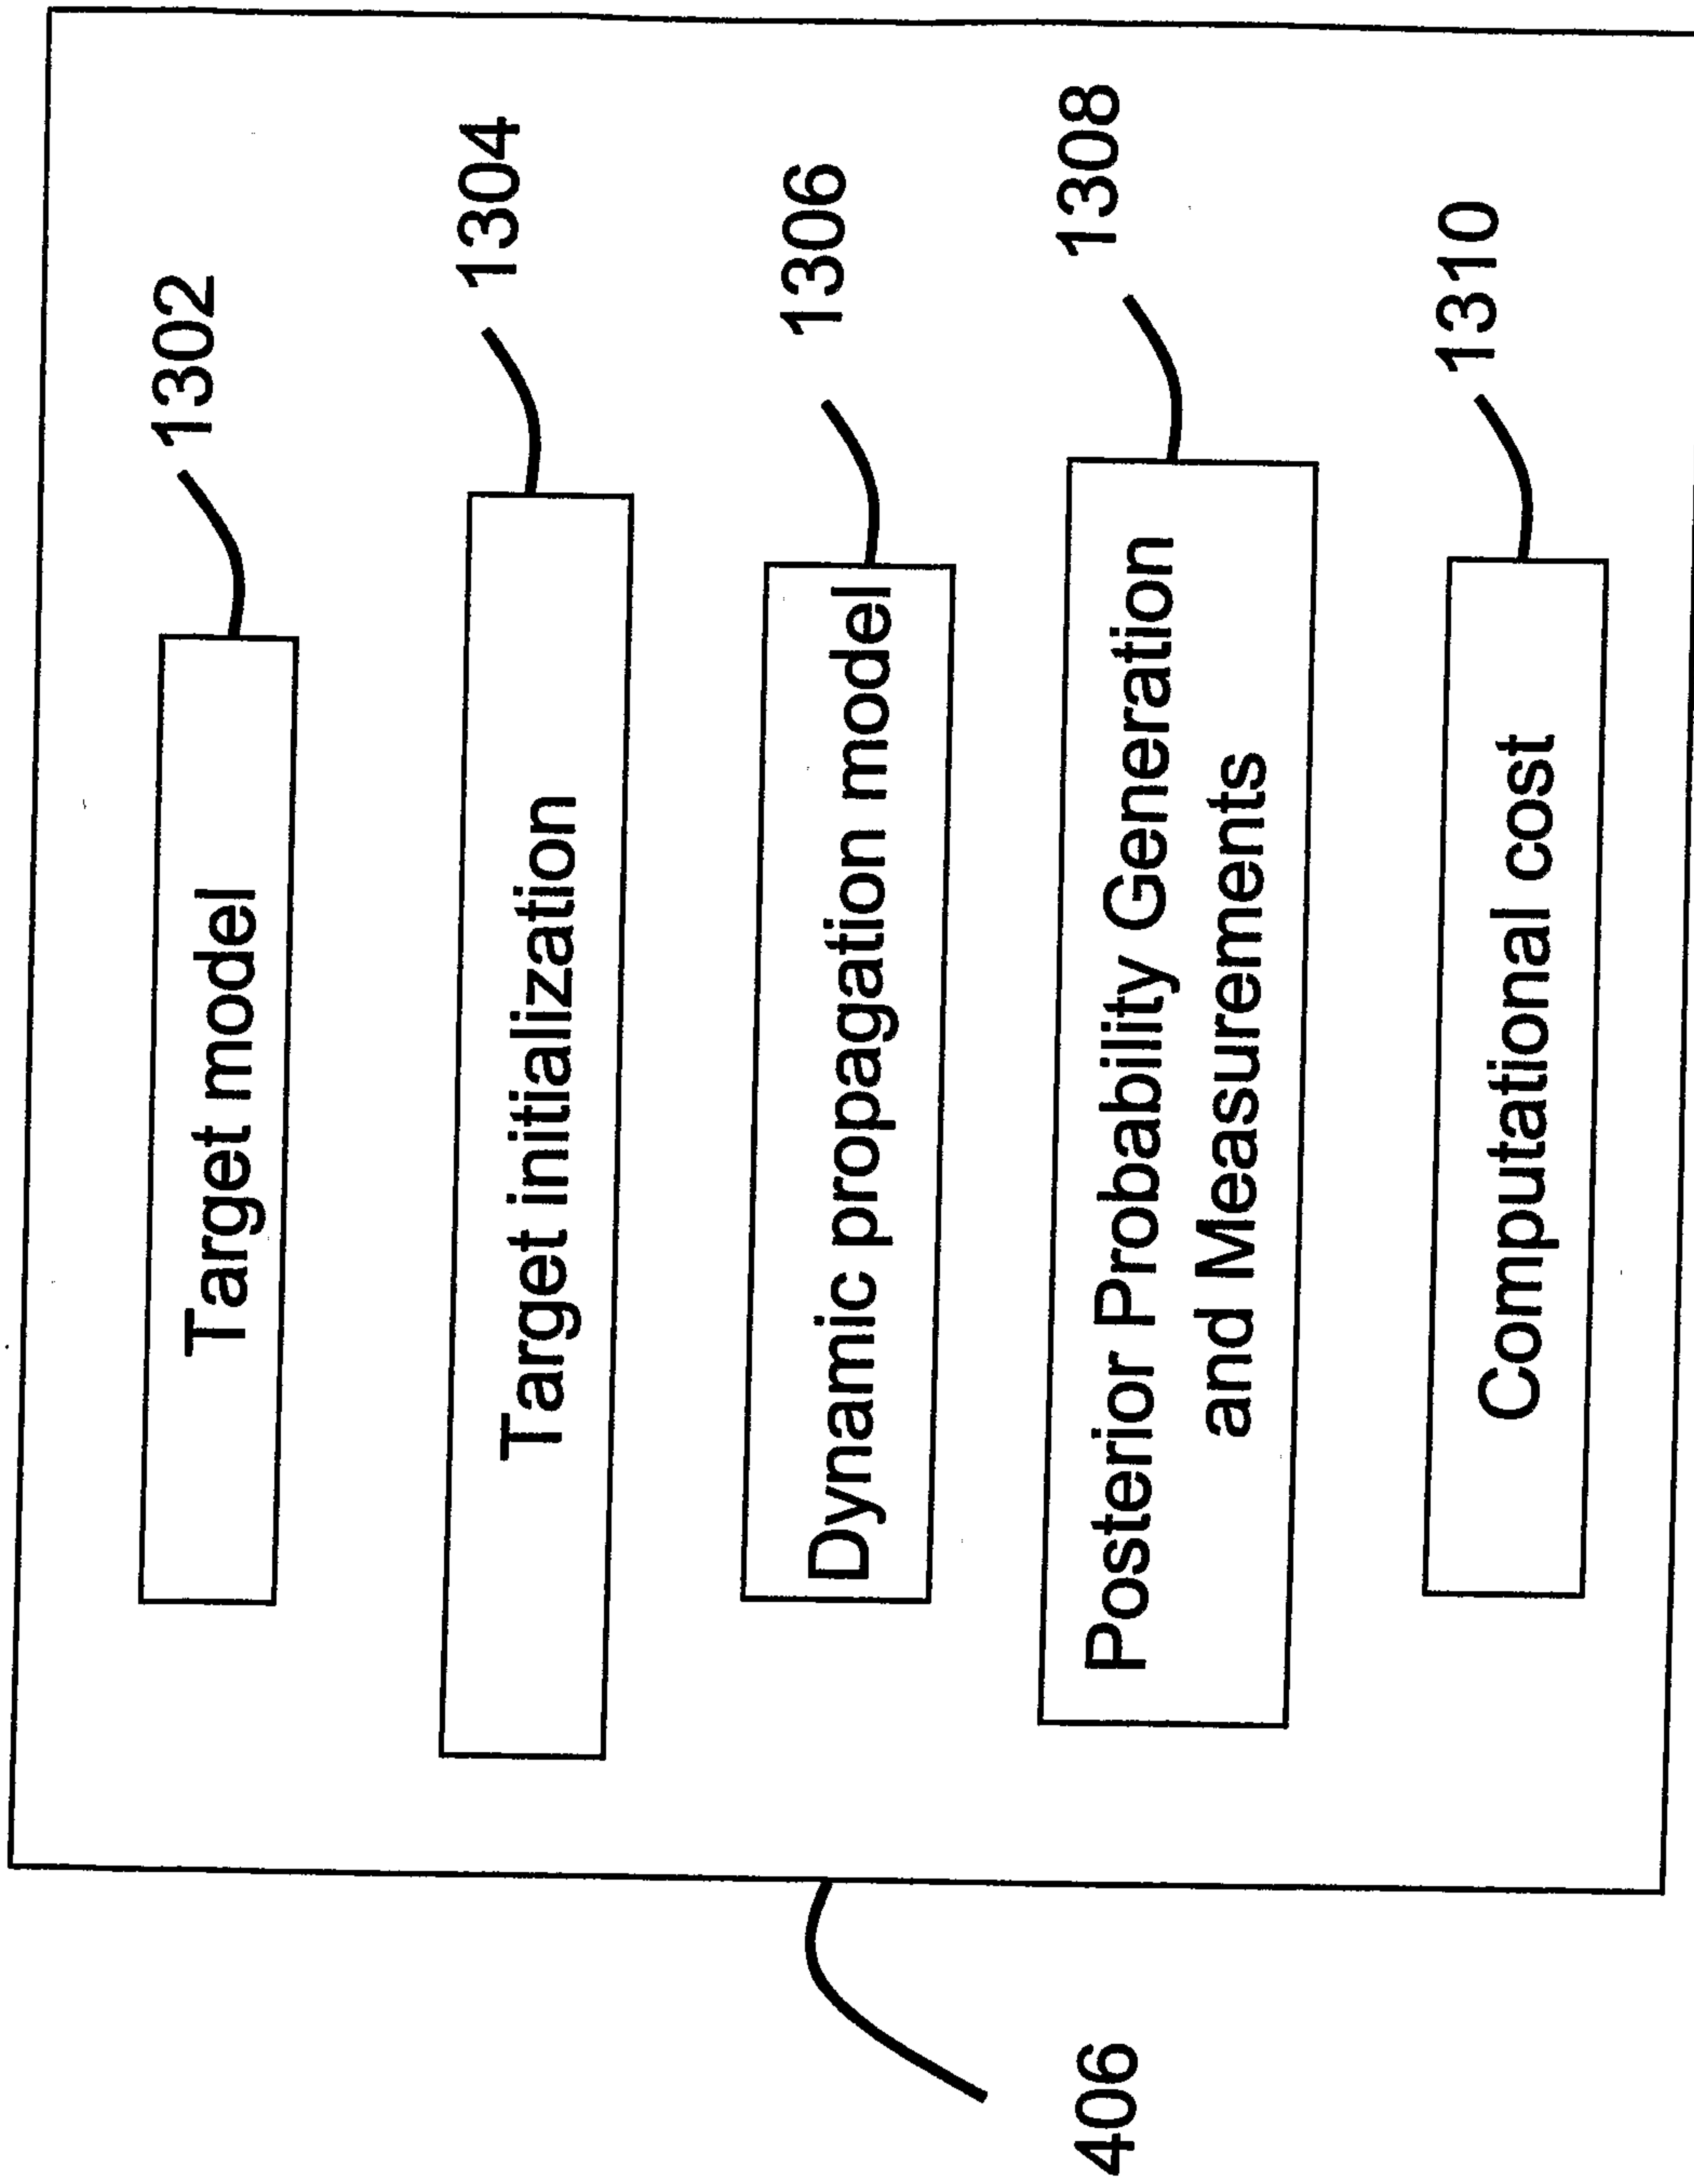 Target model
1302
Target initialization
1304
Dynamic propagation model
1306
Posterior Probability Generation
and Measurements
1308
Computational cost
1310
406